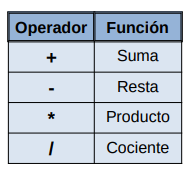 Operador Función
+ Suma
- Resta
* Producto
/ Cociente